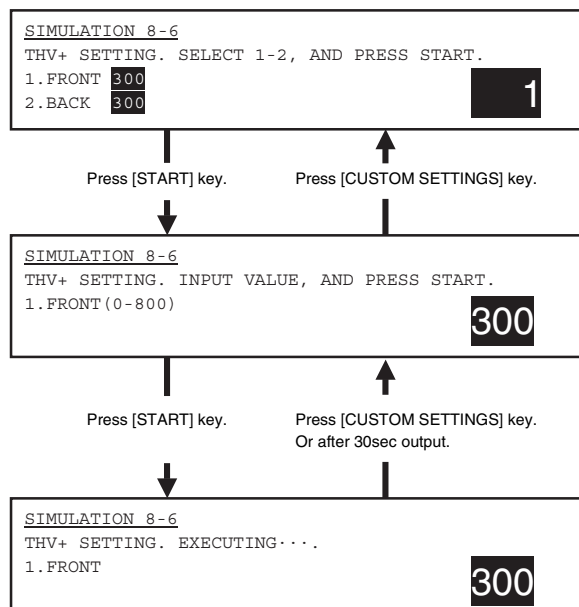 SIMULATION 8-6
THV+ SETTING. SELECT 1-2, AND PRESS START.
1.FRONT 300
2.BACK 300
1
Press [START] key.
Press [CUSTOM SETTINGS] key.
SIMULATION 8-6
THV+ SETTING. INPUT VALUE, AND PRESS START.
1.FRONT(0-800)
300
Press [START] key.
Press [CUSTOM SETTINGS] key.
Or after 30sec output.
SIMULATION 8-6
THV+ SETTING. EXECUTING···.
1.FRONT
300